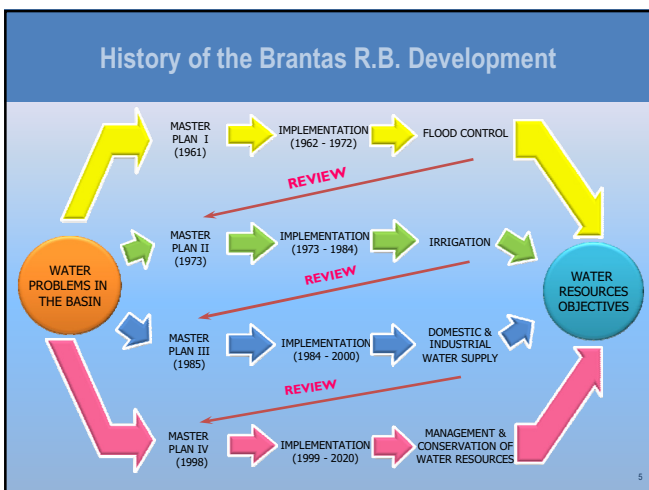 History of the Brantas R.B. Development
MASTER
PLAN I
(1961)
IMPLEMENTATION
(1962 - 1972)
FLOOD CONTROL
REVIEW
MASTER
PLAN II
(1973)
IMPLEMENTATION
(1973 - 1984)
IRRIGATION
WATER
PROBLEMS IN
THE BASIN
REVIEW
WATER
RESOURCES
OBJECTIVES
MASTER
PLAN III
(1985)
IMPLEMENTATION
(1984 - 2000)
DOMESTIC &
INDUSTRIAL
WATER SUPPLY
REVIEW
MASTER
PLAN IV
(1998)
IMPLEMENTATION
(1999 - 2020)
MANAGEMENT &
CONSERVATION OF
WATER RESOURCES
5